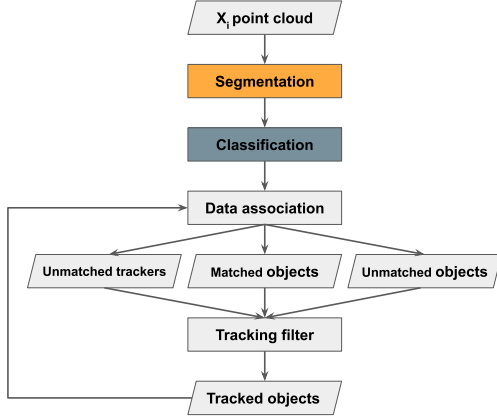 Xi point cloud
Segmentation
Classification
Data association
Unmatched trackers
Matched objects
Unmatched objects
Tracking filter
Tracked objects